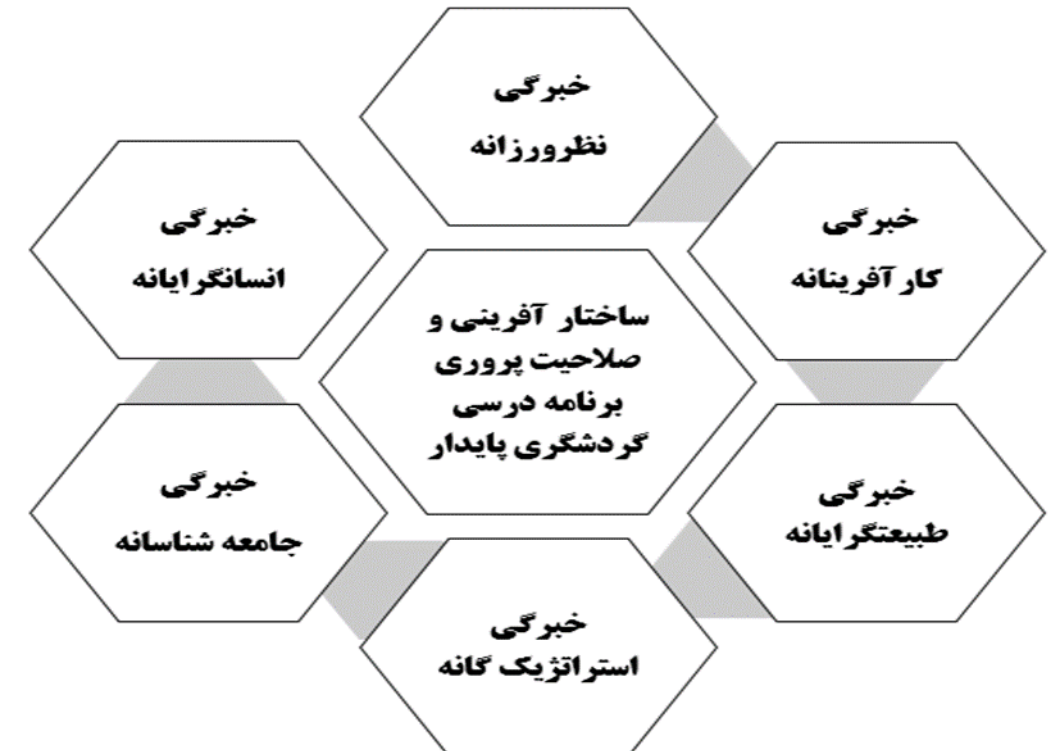 خبرگی
نظرورزانه
خبرگی
کارآفرینانه
خبرگی
طبیعتگرایانه
خبرگی
استراتژیک گانه
خبرگی
جامعه شناسانه
خبرگی
انسانگرایانه
ساختار آفرینی و
صلاحیت پروری
برنامه درسی
گردشگری پایدار